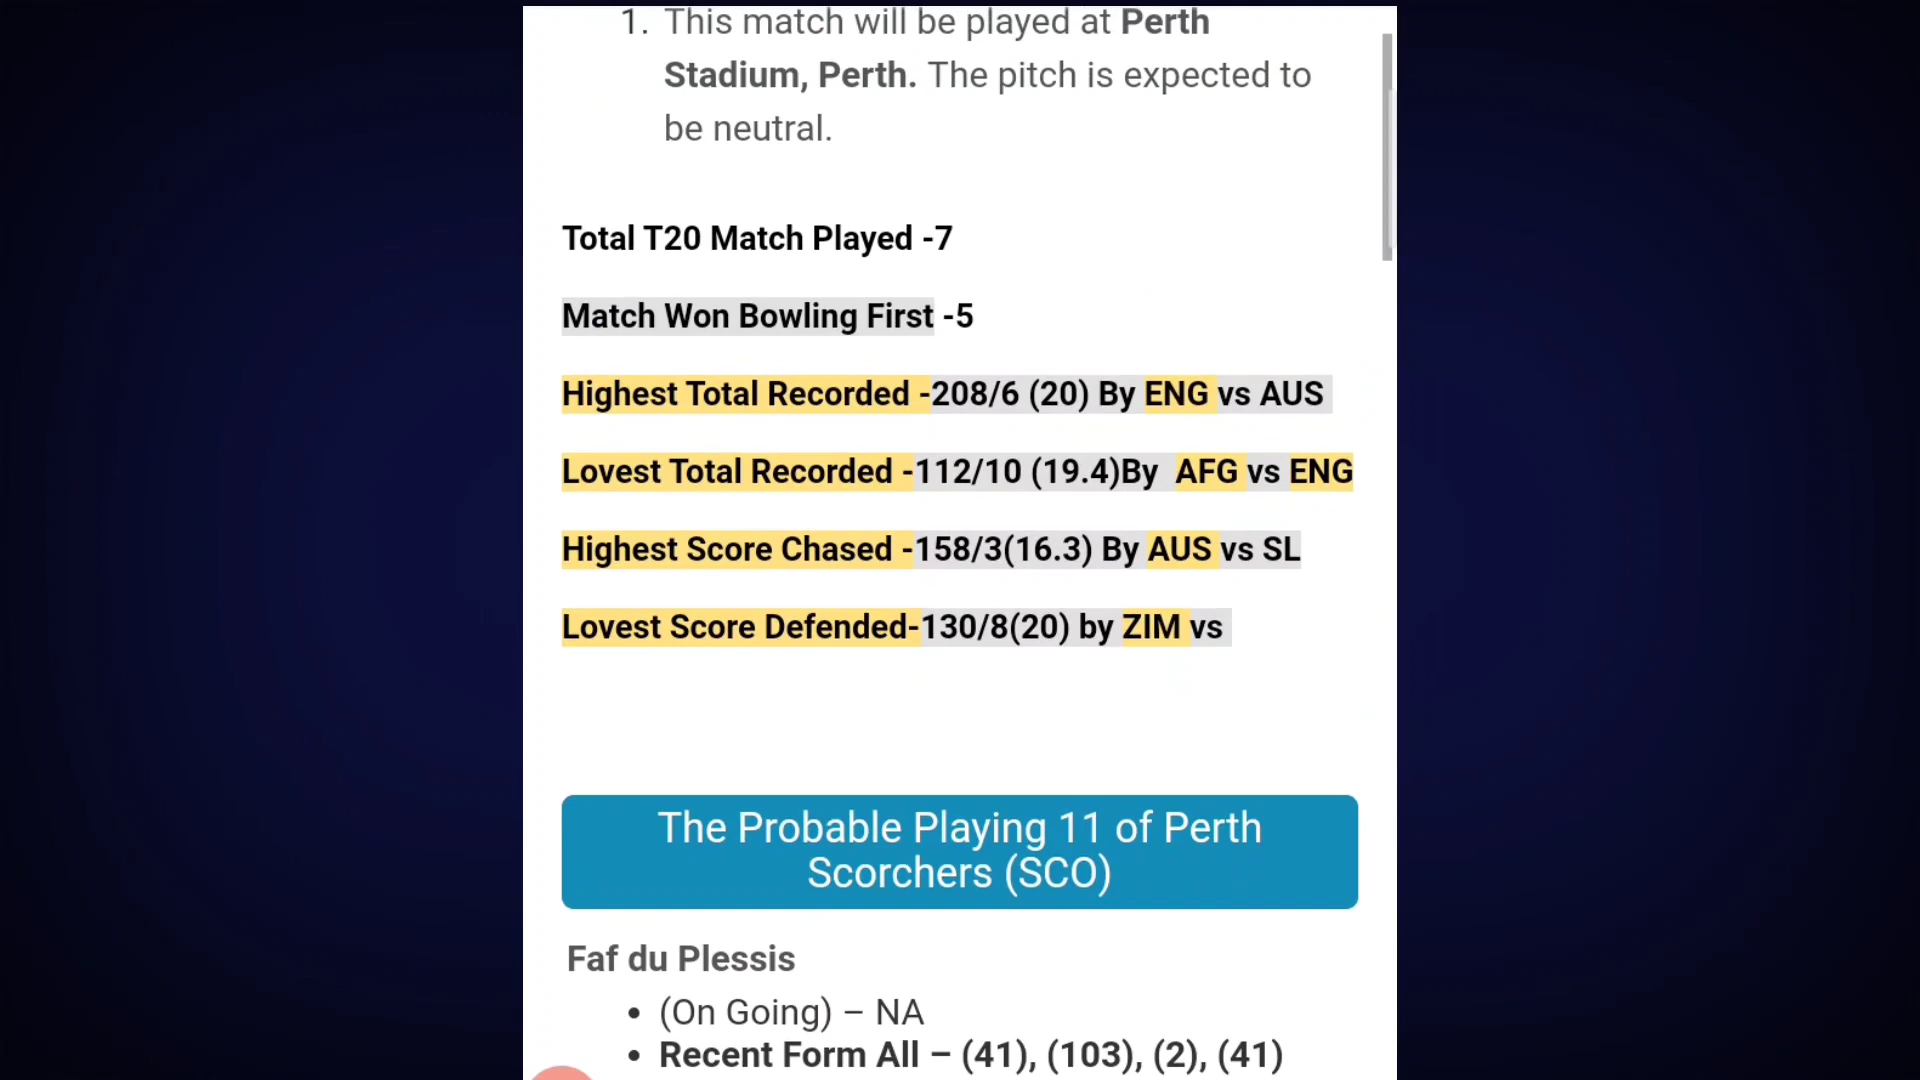 1. This match will be played at Perth
Stadium, Perth. The pitch is expected to
be neutral.
Total T20 Match Played -7
Match Won Bowling First -5
Highest Total Recorded -208/6 (20) By ENG vs AUS
Lovest Total Recorded -112/10 (19.4)By AFG vs ENG
Highest Score Chased -158/3(16.3) By AUS vs SL
Lovest Score Defended-130/8(20) by ZIM vs
The Probable Playing 11 of Perth
Scorchers (SCO)
Faf du Plessis
• (On Going) – NA
• Recent Form All – (41), (103), (2), (41)